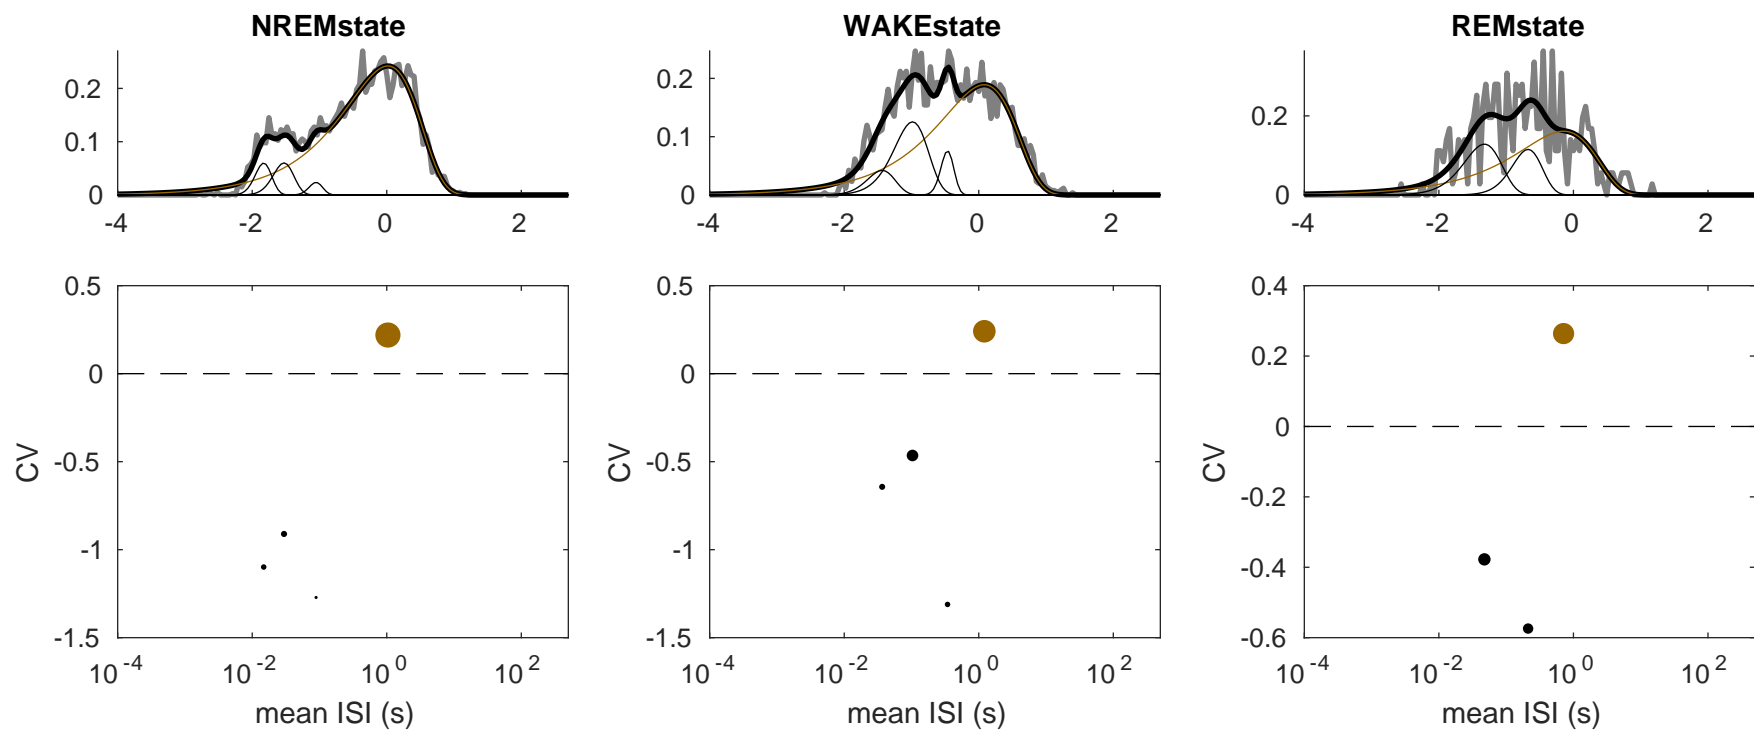 NREMstate WAKEstate REMstate
0.2 0.2 0.2
0.1 0.1
0 0 0
-4 -2 0 2 -4 -2 0 2 -4 -2 0 2
0.5 0.5 0.4
0 0 0.2
-0.5 -0.5 0
-1 -1 -0.2
-1.5 -1.5 -0.4
-0.6
CV CV CV
10^-4 10^-2 10^0 10^2 10^-4 10^-2 10^0 10^2 10^-4 10^-2 10^0 10^2
mean ISI (s) mean ISI (s) mean ISI (s)